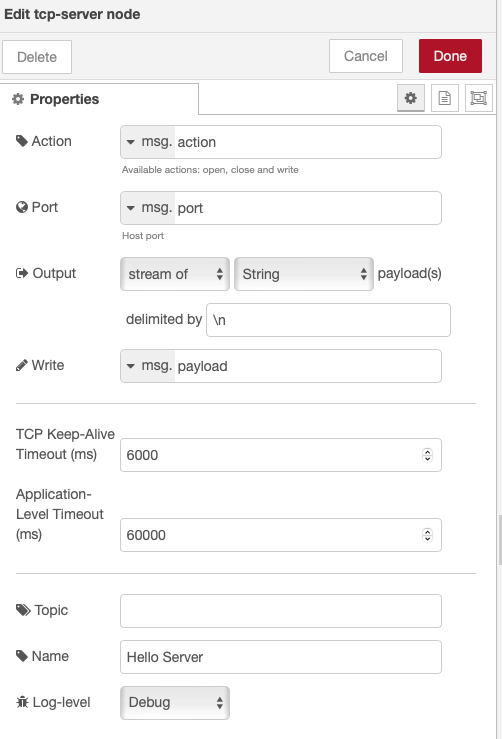 Edit tcp-server node
Delete
Cancel
Done
Properties
Action
msg. action
Available actions: open, close and write
Port
msg. port
Host port
Output
stream of
String
payload(s)
delimited by
\n
Write
msg. payload
TCP Keep-Alive
Timeout (ms)
6000
Application-
Level Timeout
(ms)
60000
Topic
Name
Hello Server
Log-level
Debug